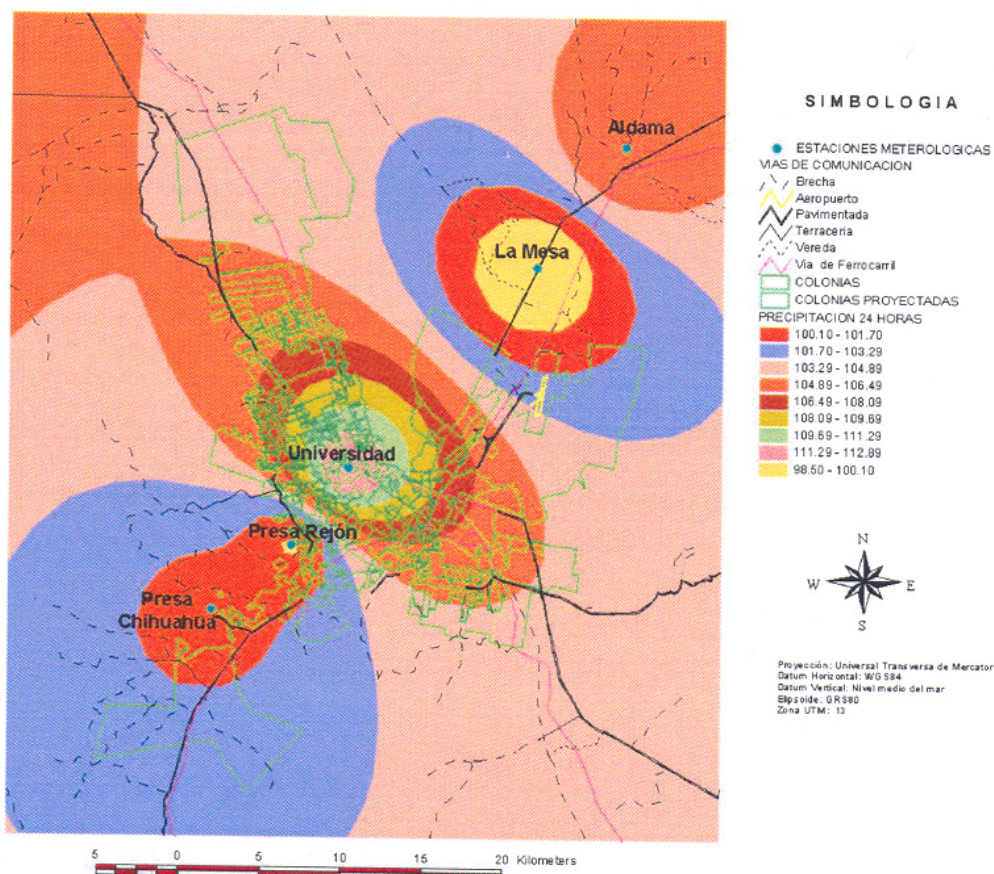 Aldama
La Mesa
Universidad
Presa Rejón
Presa
Chihuahua
SIMBOLOGIA
ESTACIONES METEROLOGICAS
VIAS DE COMUNICACION
Brecha
Aeropuerto
Pavimentada
Terraceria
Vereda
Via de Ferrocarril
COLONIAS
COLONIAS PROYECTADAS
PRECIPITACION 24 HORAS
100.10 - 101.70
101.70 - 103.29
103.29 - 104.89
104.89 - 106.49
106.49 - 108.09
108.09 - 109.69
109.69 - 111.29
111.29 - 112.89
98.50 - 100.10
N
W E
S
Proyección: Universal Transversa de Mercator
Datum Horizontal: WGS84
Datum Vertical: Nivel medio del mar
Elipsoide: GRS80
Zona UTM: 13
5 0 5 10 15 20 Kilometers